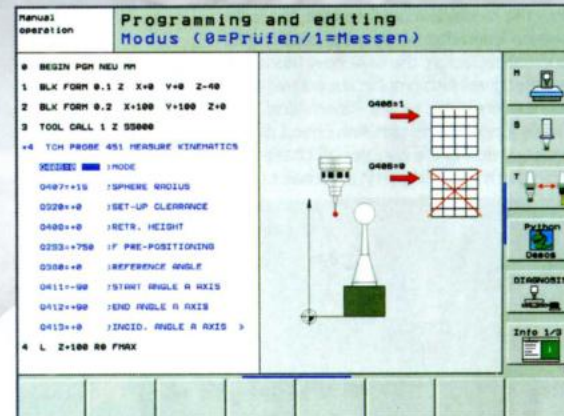 Manual
operation
Programming and editing
Modus (0=Prüfen/1=Messen)
0 BEGIN PGM NEU MM
1 BLK FORM 0.1 Z X+0 Y+0 Z-40
2 BLK FORM 0.2 X+100 Y+100 Z+0
3 TOOL CALL 1 Z S5000
*4 TCH PROBE 451 MEASURE KINEMATICS
Q406=0 ;MODE
Q407=+15 ;SPHERE RADIUS
Q320=+0 ;SET-UP CLEARANCE
Q408=+0 ;RETR. HEIGHT
Q253=+750 ;F PRE-POSITIONING
Q380=+0 ;REFERENCE ANGLE
Q411=-90 ;START ANGLE A AXIS
Q412=+90 ;END ANGLE A AXIS
Q413=+0 ;INCID. ANGLE A AXIS >
4 L Z+100 R0 FMAX
Q406=1
Q406=0
M
S
T
Python
Demos
DIAGNOSIS
Info 1/3